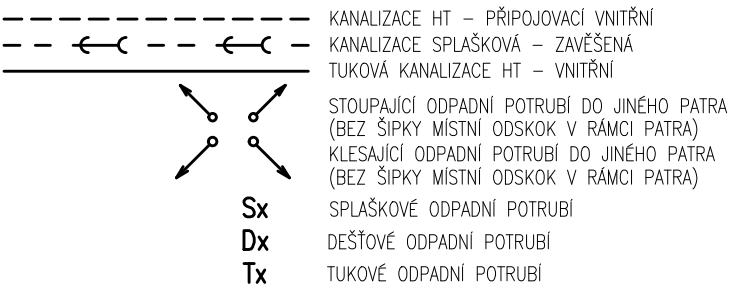 KANALIZACE HT – PŘIPOJOVACÍ VNITŘNÍ
KANALIZACE SPLAŠKOVÁ – ZAVĚŠENÁ
TUKOVÁ KANALIZACE HT – VNITŘNÍ
STOUPAJÍCÍ ODPADNÍ POTRUBÍ DO JINÉHO PATRA
(BEZ ŠIPKY MÍSTNÍ ODSKOK V RÁMCI PATRA)
KLESAJÍCÍ ODPADNÍ POTRUBÍ DO JINÉHO PATRA
(BEZ ŠIPKY MÍSTNÍ ODSKOK V RÁMCI PATRA)
Sx SPLAŠKOVÉ ODPADNÍ POTRUBÍ
Dx DEŠŤOVÉ ODPADNÍ POTRUBÍ
Tx TUKOVÉ ODPADNÍ POTRUBÍ